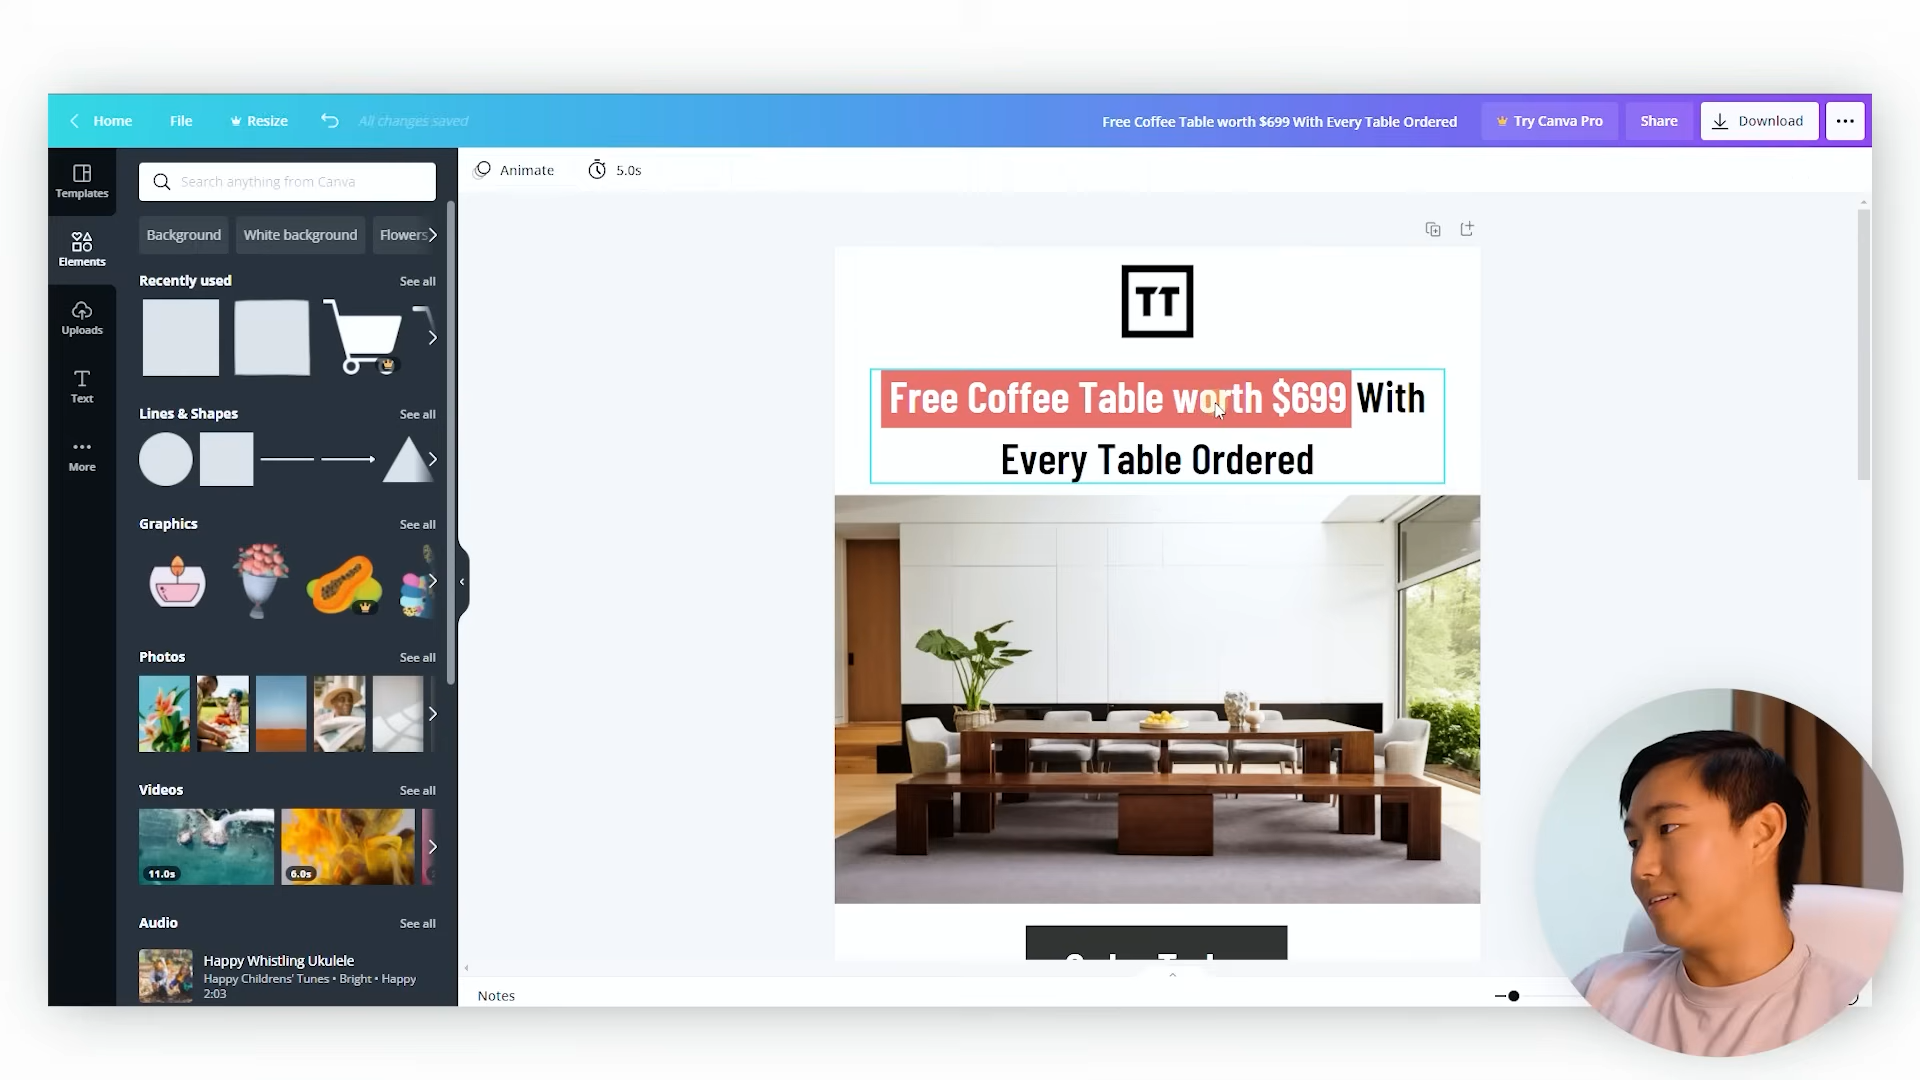 Home
File
Resize
All changes saved
Free Coffee Table worth $699 With Every Table Ordered
Try Canva Pro
Share
Download
Templates
Elements
Uploads
Text
More
Search anything from Canva
Background
White background
Flowers
Recently used
See all
Lines & Shapes
See all
Graphics
See all
Photos
See all
Videos
See all
11.0s
6.0s
Audio
See all
Happy Whistling Ukulele
Happy Childrens' Tunes • Bright • Happy
2:03
Animate
5.0s
TT
Free Coffee Table worth $699 With
Every Table Ordered
Notes